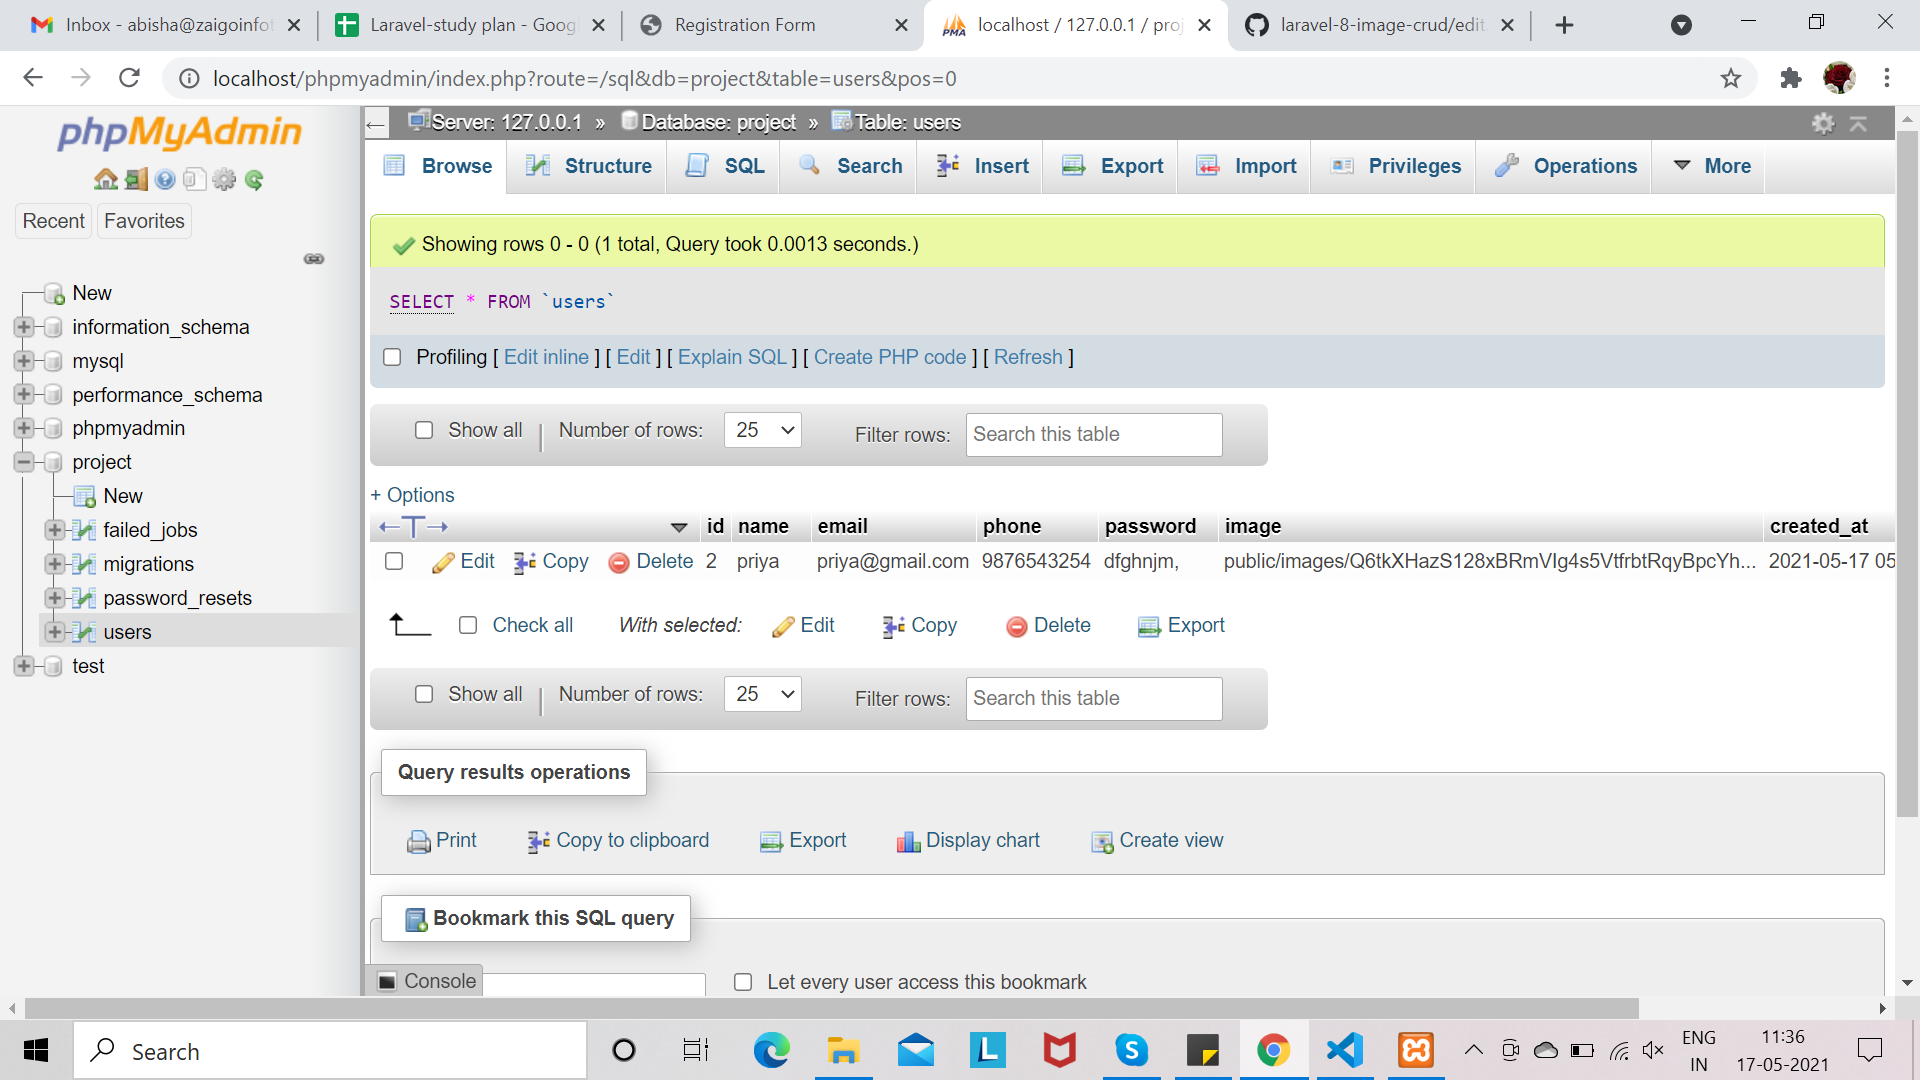 Inbox - abisha@zaigoinfot
Laravel-study plan - Goog
Registration Form
PMA
localhost / 127.0.0.1 / proj
laravel-8-image-crud/edit.
localhost/phpmyadmin/index.php?route=/sql&db=project&table=users&pos=0
phpMyAdmin
Recent
Favorites
New
information_schema
mysql
performance_schema
phpmyadmin
project
New
failed_jobs
migrations
password_resets
users
test
Server: 127.0.0.1 » Database: project » Table: users
Browse
Structure
SQL
Search
Insert
Export
Import
Privileges
Operations
More
Showing rows 0 - 0 (1 total, Query took 0.0013 seconds.)
SELECT * FROM `users`
Profiling [ Edit inline ] [ Edit ] [ Explain SQL ] [ Create PHP code ] [ Refresh ]
Show all
Number of rows:
25
Filter rows:
Search this table
+ Options
←T→
id name email phone password image created_at
Edit Copy Delete 2 priya priya@gmail.com 9876543254 dfghnjm, public/images/Q6tkXHazS128xBRmVIg4s5VtfrbtRqyBpcYh... 2021-05-17 05
Check all
With selected:
Edit
Copy
Delete
Export
Show all
Number of rows:
25
Filter rows:
Search this table
Query results operations
Print
Copy to clipboard
Export
Display chart
Create view
Bookmark this SQL query
Console
Let every user access this bookmark
Search
L
S
ENG
IN
11:36
17-05-2021